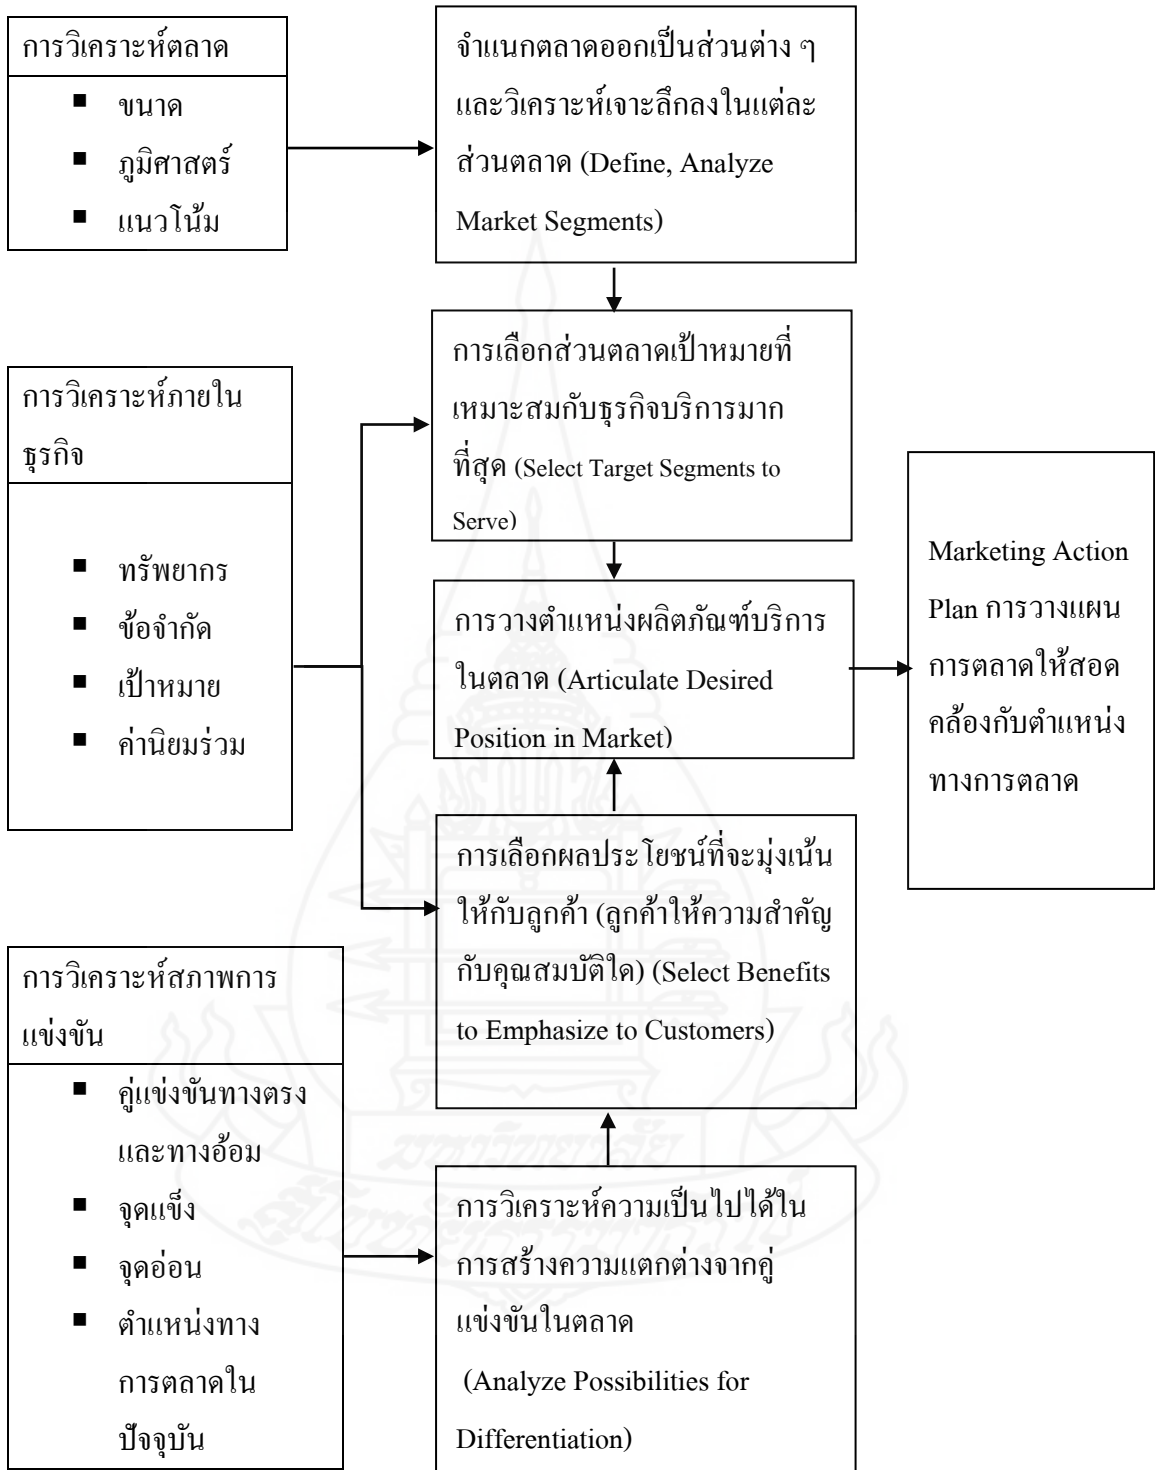 การวิเคราะห์ตลาด
■ ขนาด
■ ภูมิศาสตร์
■ แนวโน้ม
จำแนกตลาดออกเป็นส่วนต่าง ๆ
และวิเคราะห์เจาะลึกลงในแต่ละ
ส่วนตลาด (Define, Analyze
Market Segments)
การเลือกส่วนตลาดเป้าหมายที่
เหมาะสมกับธุรกิจบริการมาก
ที่สุด (Select Target Segments to
Serve)
การวิเคราะห์ภายใน
ธุรกิจ
■ ทรัพยากร
■ ข้อจำกัด
■ เป้าหมาย
■ ค่านิยมร่วม
การวางตำแหน่งผลิตภัณฑ์บริการ
ในตลาด (Articulate Desired
Position in Market)
Marketing Action
Plan การวางแผน
การตลาดให้สอด
คล้องกับตำแหน่ง
ทางการตลาด
การเลือกผลประโยชน์ที่จะมุ่งเน้น
ให้กับลูกค้า (ลูกค้าให้ความสำคัญ
กับคุณสมบัติใด) (Select Benefits
to Emphasize to Customers)
การวิเคราะห์สภาพการ
แข่งขัน
■ คู่แข่งขันทางตรง
และทางอ้อม
■ จุดแข็ง
■ จุดอ่อน
■ ตำแหน่งทาง
การตลาดใน
ปัจจุบัน
การวิเคราะห์ความเป็นไปได้ใน
การสร้างความแตกต่างจากคู่
แข่งขันในตลาด
(Analyze Possibilities for
Differentiation)
มหาวิทยาลัย
สุโขทัยธรรมาธิราช